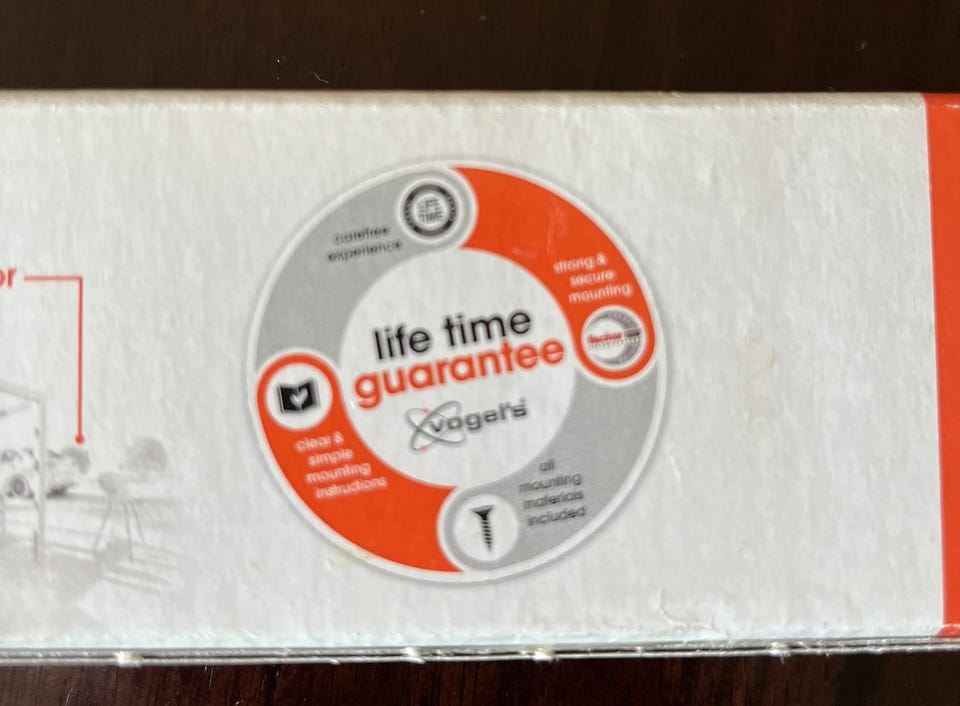 or
LIFE
TIME
carefree
experience
strong &
secure
mounting
fischer
life time
guarantee
vogel's
clear &
simple
mounting
instructions
all
mounting
materials
included